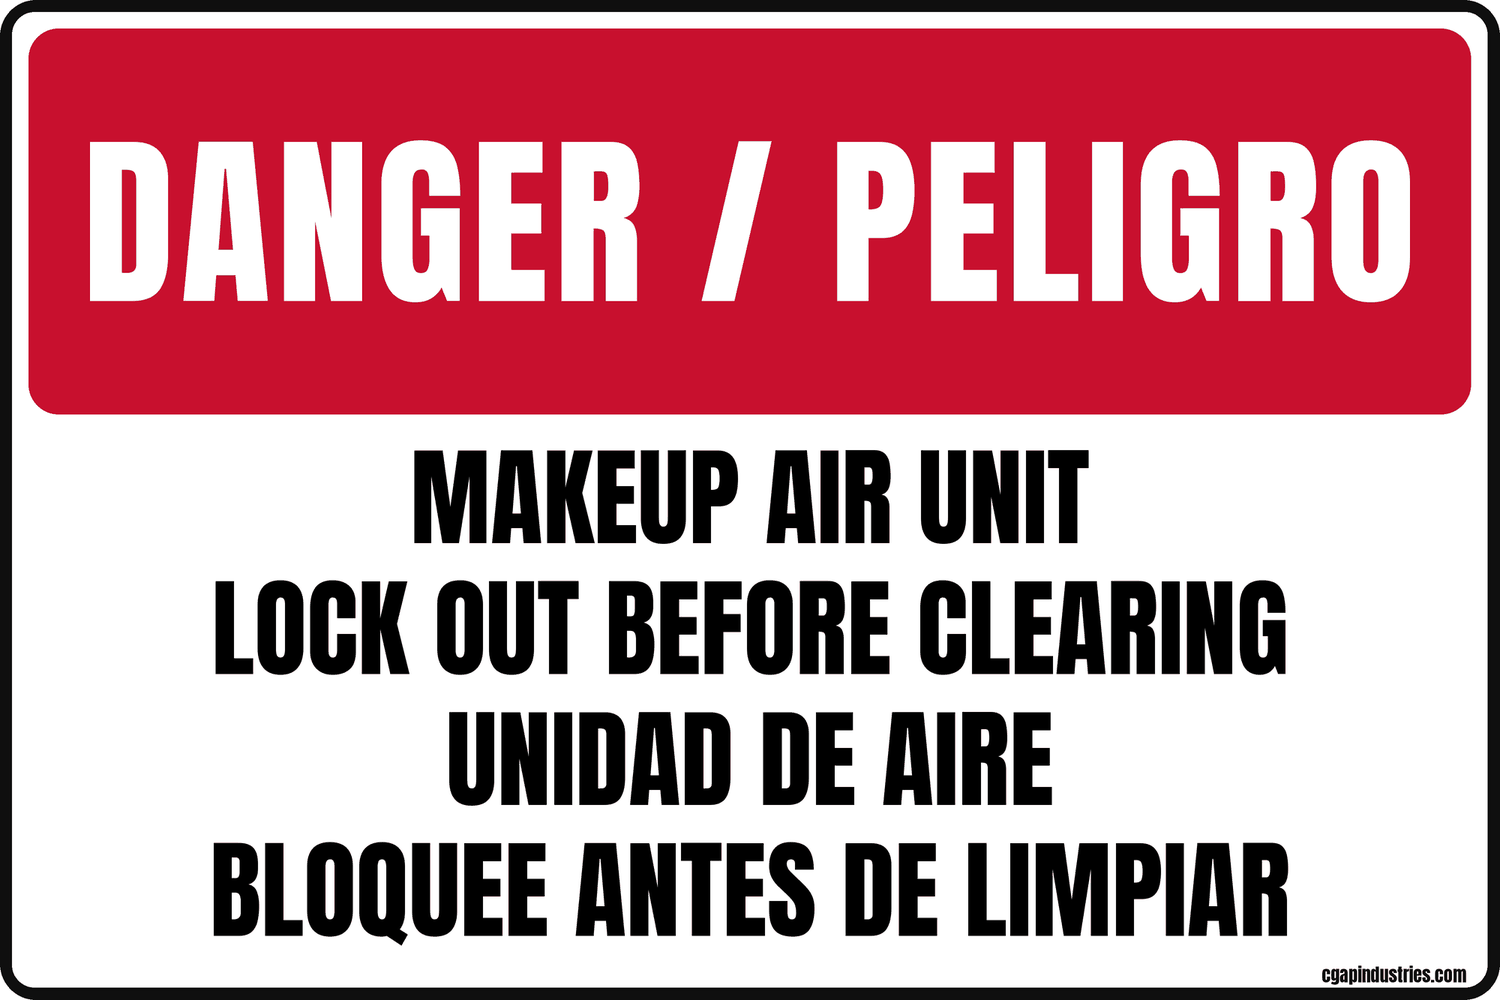 DANGER / PELIGRO
MAKEUP AIR UNIT
LOCK OUT BEFORE CLEARING
UNIDAD DE AIRE
BLOQUEE ANTES DE LIMPIAR
cgapindustries.com